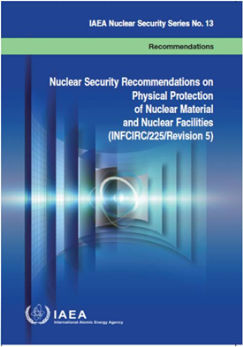 IAEA Nuclear Security Series No. 13
Recommendations
Nuclear Security Recommendations on
Physical Protection
of Nuclear Material
and Nuclear Facilities
(INFCIRC/225/Revision 5)
IAEA
International Atomic Energy Agency